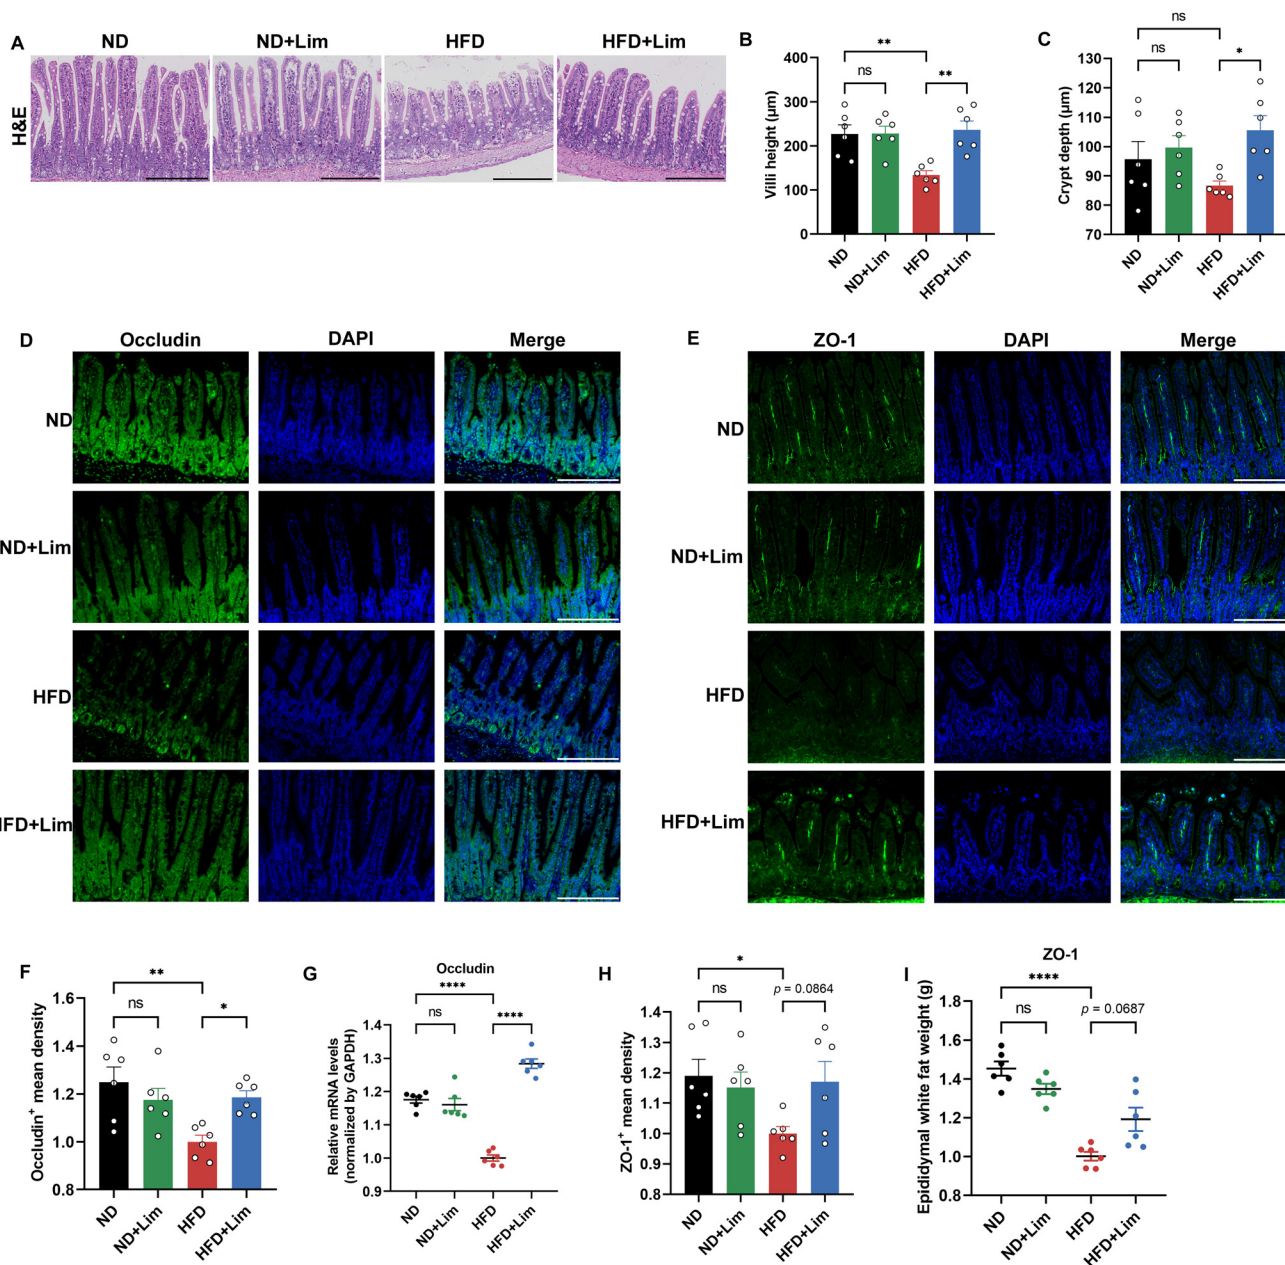 A
ND
ND+Lim
HFD
HFD+Lim
H&E
B
Villi height (μm)
400
300
200
100
0
**
ns
**
ND
ND+Lim
HFD
HFD+Lim
C
Crypt depth (μm)
130
120
110
100
90
80
70
ns
ns
*
ND
ND+Lim
HFD
HFD+Lim
D
Occludin
DAPI
Merge
ND
ND+Lim
HFD
HFD+Lim
E
ZO-1
DAPI
Merge
ND
ND+Lim
HFD
HFD+Lim
F
Occludin+ mean density
1.6
1.4
1.2
1.0
0.8
**
ns
*
ND
ND+Lim
HFD
HFD+Lim
G
Occludin
Relative mRNA levels
(normalized by GAPDH)
1.4
1.3
1.2
1.1
1.0
0.9
****
ns
****
ND
ND+Lim
HFD
HFD+Lim
H
ZO-1+ mean density
1.4
1.3
1.2
1.1
1.0
0.9
0.8
*
ns
p = 0.0864
ND
ND+Lim
HFD
HFD+Lim
I
ZO-1
Epididymal white fat weight (g)
1.8
1.6
1.4
1.2
1.0
0.8
****
ns
p = 0.0687
ND
ND+Lim
HFD
HFD+Lim